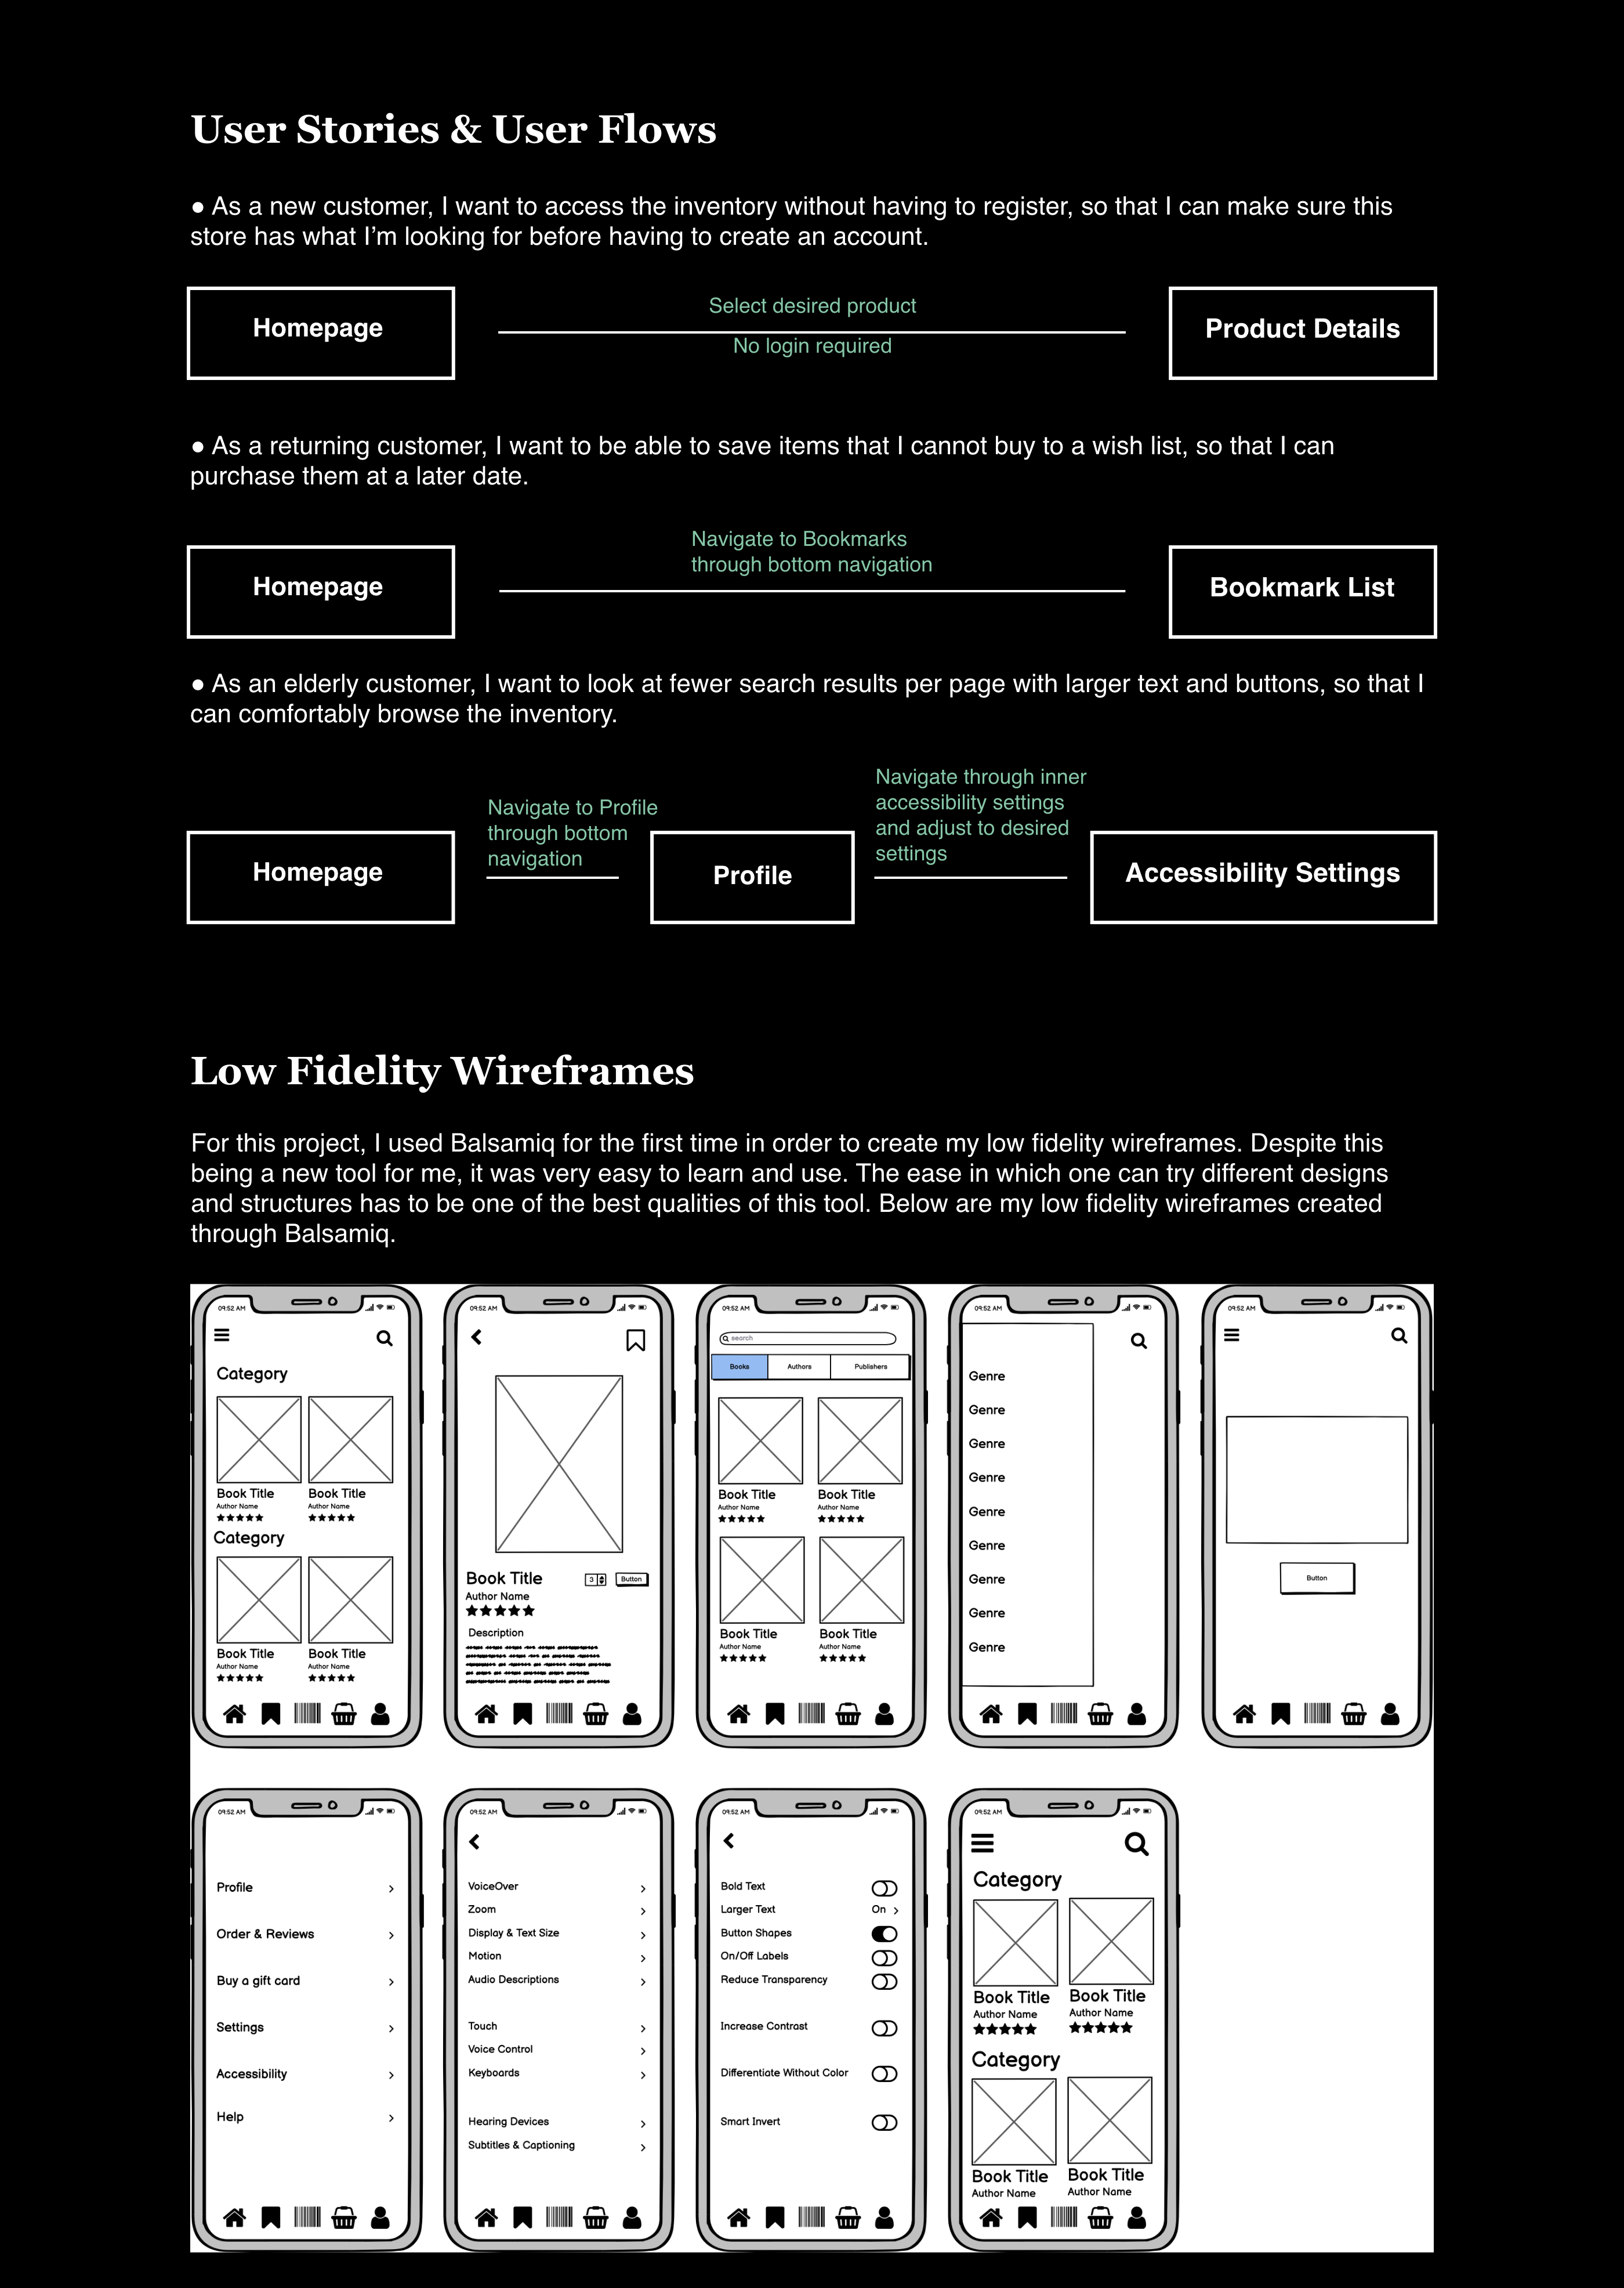 User Stories & User Flows
● As a new customer, I want to access the inventory without having to register, so that I can make sure this
store has what I’m looking for before having to create an account.
Homepage
Select desired product
No login required
Product Details
● As a returning customer, I want to be able to save items that I cannot buy to a wish list, so that I can
purchase them at a later date.
Homepage
Navigate to Bookmarks
through bottom navigation
Bookmark List
● As an elderly customer, I want to look at fewer search results per page with larger text and buttons, so that I
can comfortably browse the inventory.
Homepage
Navigate to Profile
through bottom
navigation
Profile
Navigate through inner
accessibility settings
and adjust to desired
settings
Accessibility Settings
Low Fidelity Wireframes
For this project, I used Balsamiq for the first time in order to create my low fidelity wireframes. Despite this
being a new tool for me, it was very easy to learn and use. The ease in which one can try different designs
and structures has to be one of the best qualities of this tool. Below are my low fidelity wireframes created
through Balsamiq.
09:52 AM
Category
Book Title Book Title
Author Name Author Name
Category
Book Title Book Title
Author Name Author Name
09:52 AM
Book Title 3 Button
Author Name
Description
09:52 AM
search
Books Authors Publishers
Book Title Book Title
Author Name Author Name
Book Title Book Title
Author Name Author Name
09:52 AM
Genre
Genre
Genre
Genre
Genre
Genre
Genre
Genre
Genre
09:52 AM
Button
09:52 AM
Profile
Order & Reviews
Buy a gift card
Settings
Accessibility
Help
09:52 AM
VoiceOver
Zoom
Display & Text Size
Motion
Audio Descriptions
Touch
Voice Control
Keyboards
Hearing Devices
Subtitles & Captioning
09:52 AM
Bold Text
Larger Text On
Button Shapes
On/Off Labels
Reduce Transparency
Increase Contrast
Differentiate Without Color
Smart Invert
09:52 AM
Category
Book Title Book Title
Author Name Author Name
Category
Book Title Book Title
Author Name Author Name